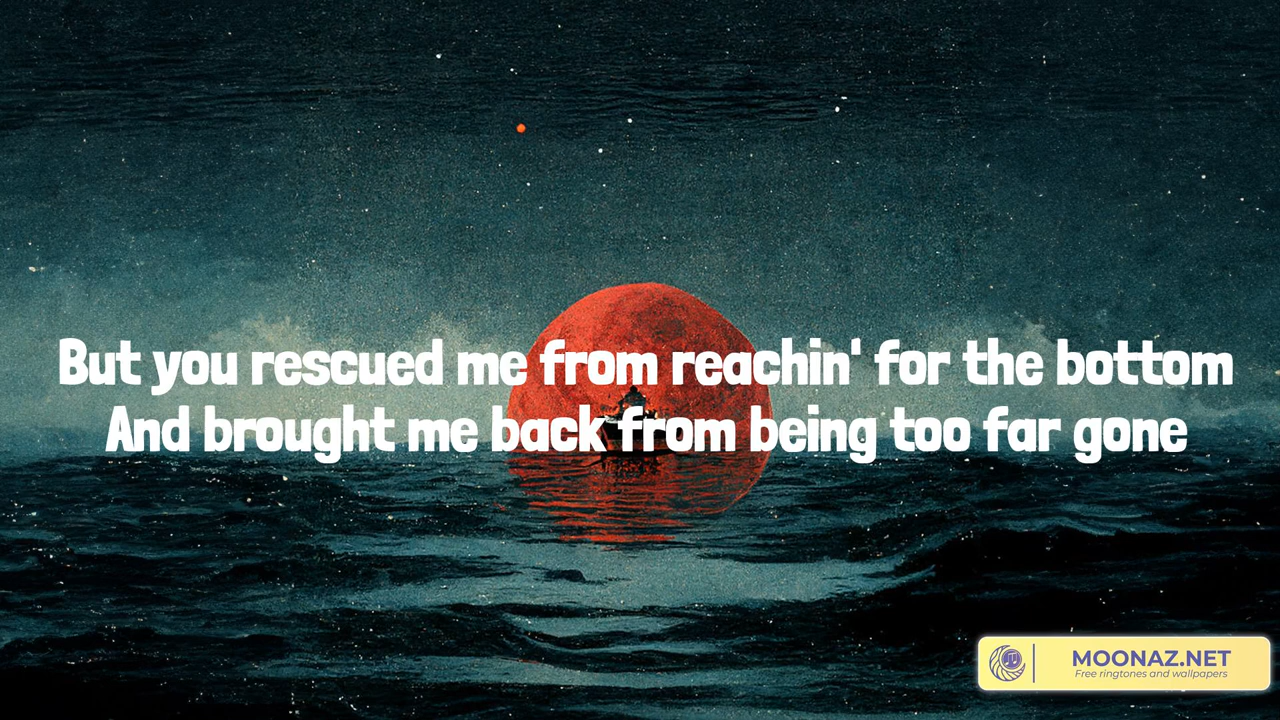 But you rescued me from reachin' for the bottom
And brought me back from being too far gone
MOONAZ.NET
Free ringtones and wallpapers